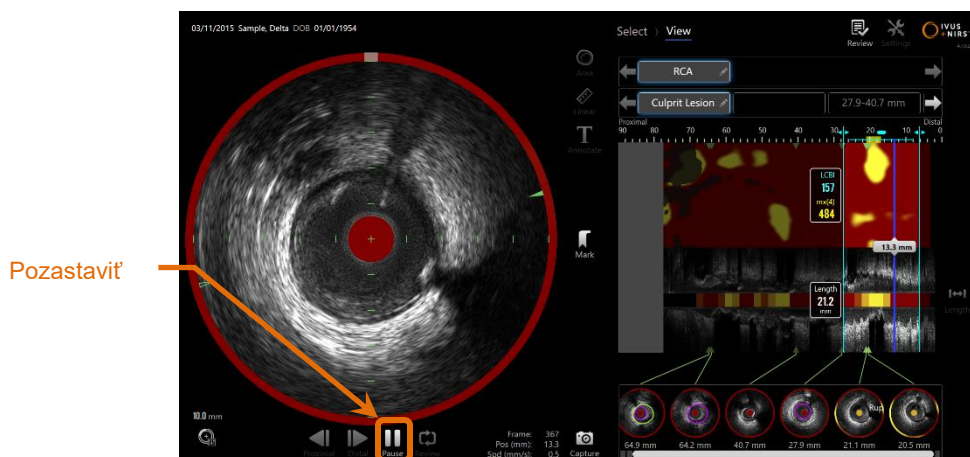 Pozastaviť
03/11/2015 Sample, Delta DOB 01/01/1954
Area
Linear
Annotate
Mark
10.0 mm
Proximal
Distal
Pause
Review
Frame: 367
Pos (mm): 13.3
Spd (mm/s): 0.5
Capture
Select > View
Review
Settings
IVUS
+NIRS
RCA
Culprit Lesion
27.9-40.7 mm
Proximal
Distal
90 80 70 60 50 40 30 20 10 0
LCBI
157
mx(4)
484
13.3 mm
Length
21.2
mm
Length
Rup
64.9 mm
64.2 mm
40.7 mm
27.9 mm
21.1 mm
20.5 mm